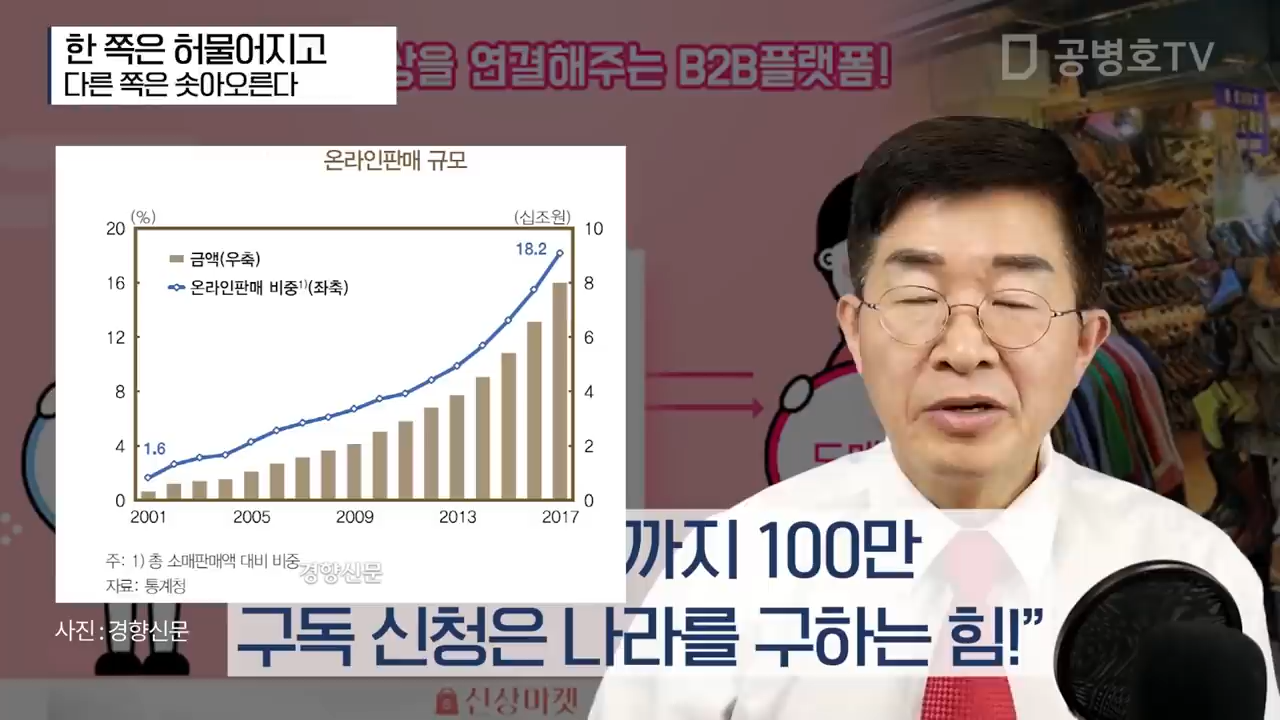 한 쪽은 허물어지고
다른 쪽은 솟아오른다
상을 연결해주는 B2B플랫폼!
공병호TV
온라인판매 규모
(%)
(십조원)
20
16
12
8
4
0
10
8
6
4
2
0
금액(우축)
온라인판매 비중1)(좌축)
18.2
1.6
2001
2005
2009
2013
2017
주: 1) 총 소매판매액 대비 비중
자료: 통계청
경향신문
사진 : 경향신문
까지 100만
구독 신청은 나라를 구하는 힘!”
신상마켓